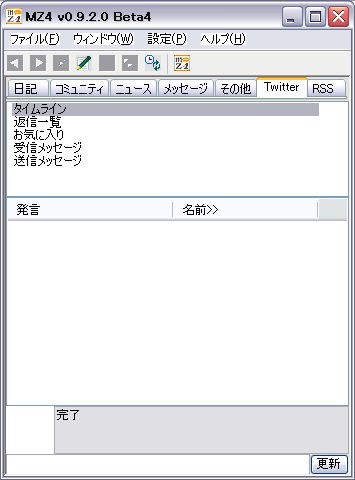 MZ4 v0.9.2.0 Beta4
ファイル(F) ウィンドウ(W) 設定(P) ヘルプ(H)
日記 コミュニティ ニュース メッセージ その他 Twitter RSS
タイムライン
返信一覧
お気に入り
受信メッセージ
送信メッセージ
発言 名前>>
完了
更新